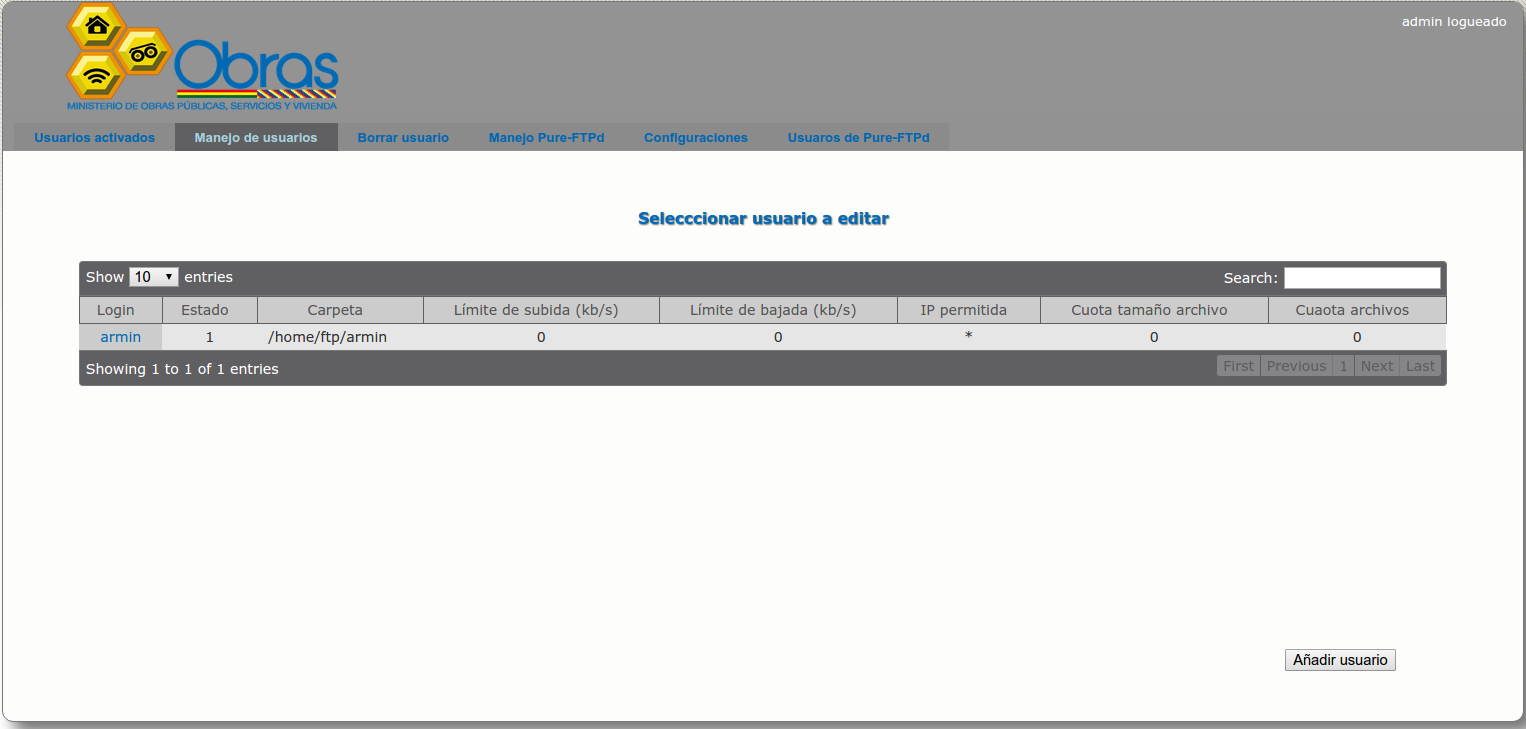 admin logueado
Obras
MINISTERIO DE OBRAS PÚBLICAS, SERVICIOS Y VIVIENDA
Usuarios activados Manejo de usuarios Borrar usuario Manejo Pure-FTPd Configuraciones Usuaros de Pure-FTPd
Selecccionar usuario a editar
Show 10 entries Search:
Login Estado Carpeta Límite de subida (kb/s) Límite de bajada (kb/s) IP permitida Cuota tamaño archivo Cuaota archivos
armin 1 /home/ftp/armin 0 0 * 0 0
Showing 1 to 1 of 1 entries First Previous 1 Next Last
Añadir usuario